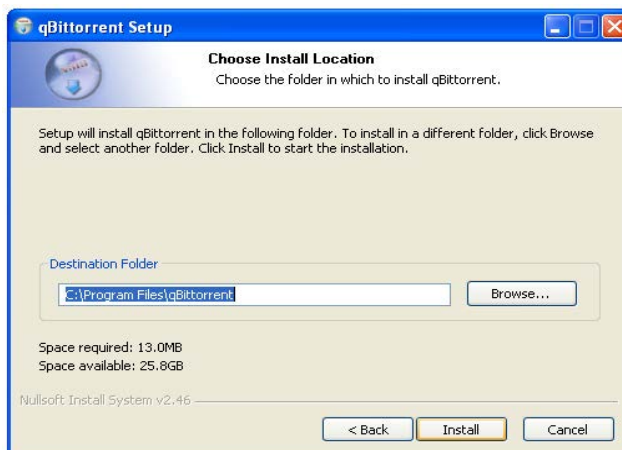 qBittorrent Setup
Choose Install Location
Choose the folder in which to install qBittorrent.
Setup will install qBittorrent in the following folder. To install in a different folder, click Browse
and select another folder. Click Install to start the installation.
Destination Folder
C:\Program Files\qBittorrent
Browse...
Space required: 13.0MB
Space available: 25.8GB
Nullsoft Install System v2.46
< Back
Install
Cancel